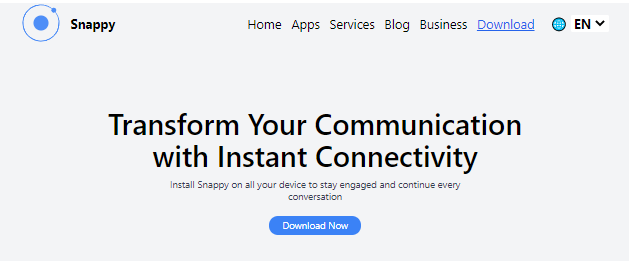 Snappy
Home Apps Services Blog Business Download EN
Transform Your Communication
with Instant Connectivity
Install Snappy on all your device to stay engaged and continue every
conversation
Download Now